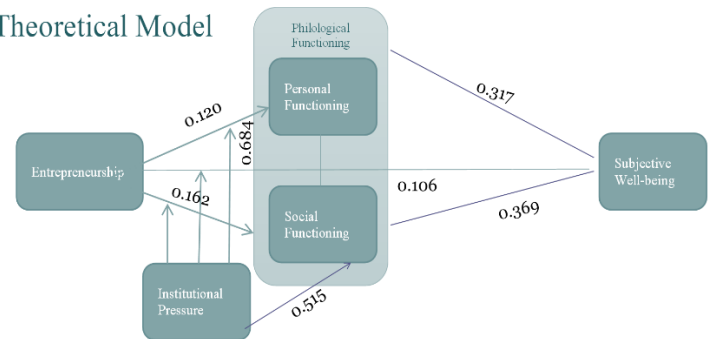 Theoretical Model
Philological
Functioning
Personal
Functioning
0.120
0.684
0.317
Entrepreneurship
Subjective
Well-being
0.162
0.106
0.369
Social
Functioning
Institutional
Pressure
0.515